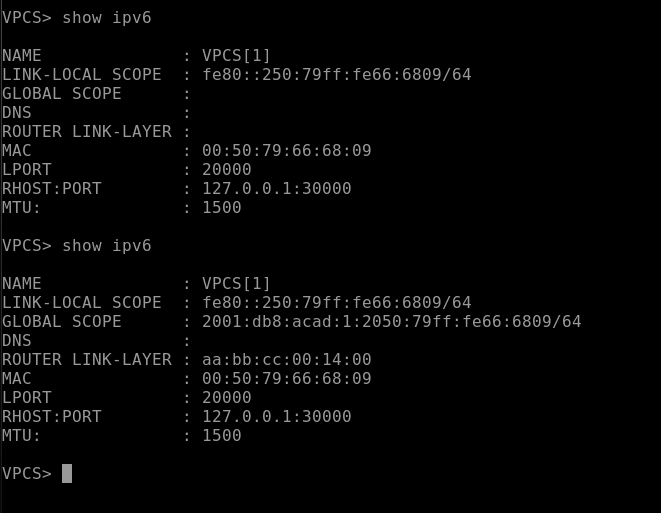 VPCS> show ipv6
NAME : VPCS[1]
LINK-LOCAL SCOPE : fe80::250:79ff:fe66:6809/64
GLOBAL SCOPE :
DNS :
ROUTER LINK-LAYER :
MAC : 00:50:79:66:68:09
LPORT : 20000
RHOST:PORT : 127.0.0.1:30000
MTU: : 1500
VPCS> show ipv6
NAME : VPCS[1]
LINK-LOCAL SCOPE : fe80::250:79ff:fe66:6809/64
GLOBAL SCOPE : 2001:db8:acad:1:2050:79ff:fe66:6809/64
DNS :
ROUTER LINK-LAYER : aa:bb:cc:00:14:00
MAC : 00:50:79:66:68:09
LPORT : 20000
RHOST:PORT : 127.0.0.1:30000
MTU: : 1500
VPCS>